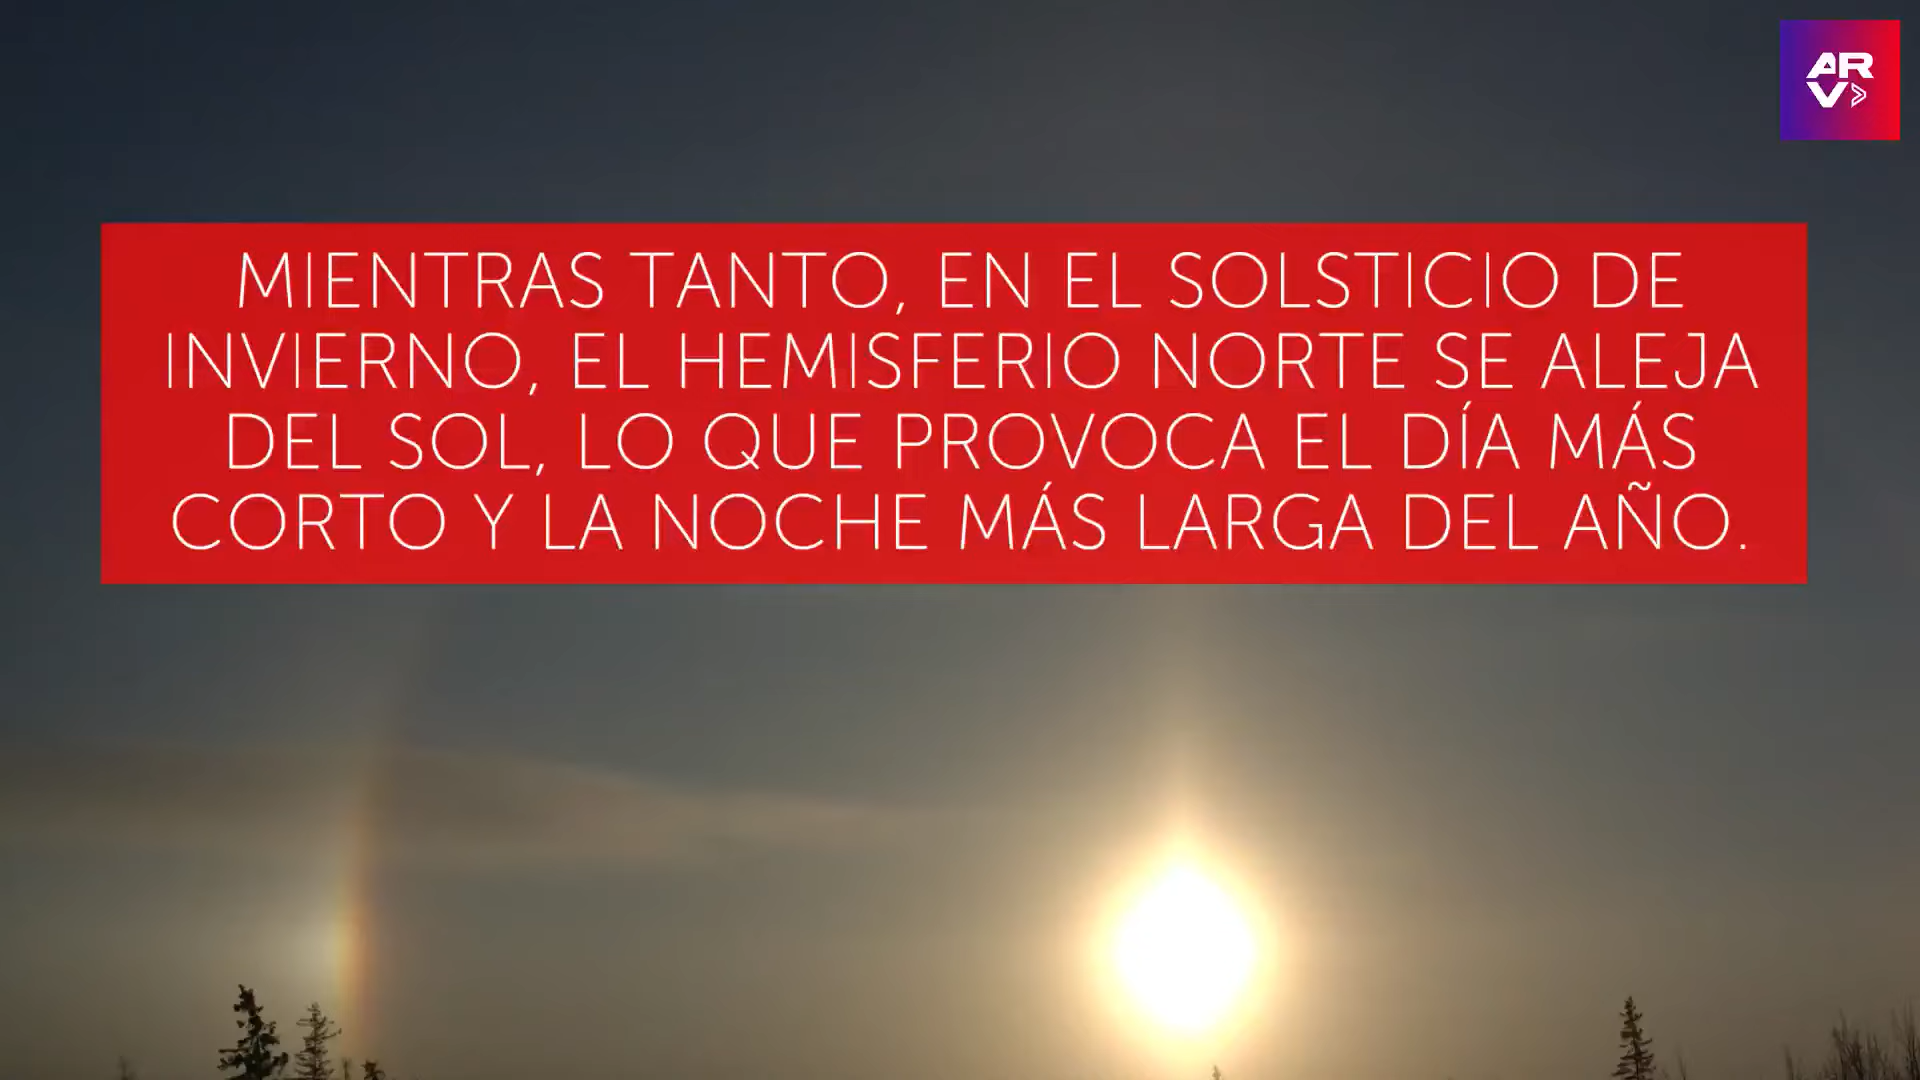 ARV
MIENTRAS TANTO, EN EL SOLSTICIO DE
INVIERNO, EL HEMISFERIO NORTE SE ALEJA
DEL SOL, LO QUE PROVOCA EL DÍA MÁS
CORTO Y LA NOCHE MÁS LARGA DEL AÑO.